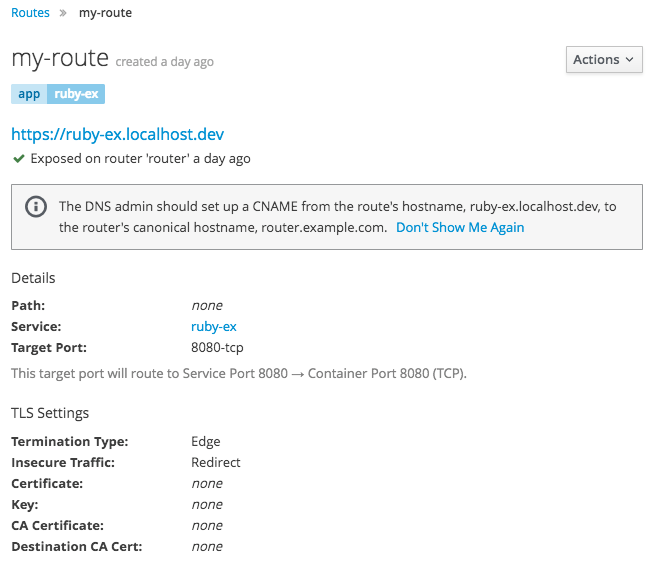 Routes » my-route
my-route created a day ago
Actions
app ruby-ex
https://ruby-ex.localhost.dev
Exposed on router 'router' a day ago
The DNS admin should set up a CNAME from the route's hostname, ruby-ex.localhost.dev, to
the router's canonical hostname, router.example.com. Don't Show Me Again
Details
Path: none
Service: ruby-ex
Target Port: 8080-tcp
This target port will route to Service Port 8080 → Container Port 8080 (TCP).
TLS Settings
Termination Type: Edge
Insecure Traffic: Redirect
Certificate: none
Key: none
CA Certificate: none
Destination CA Cert: none